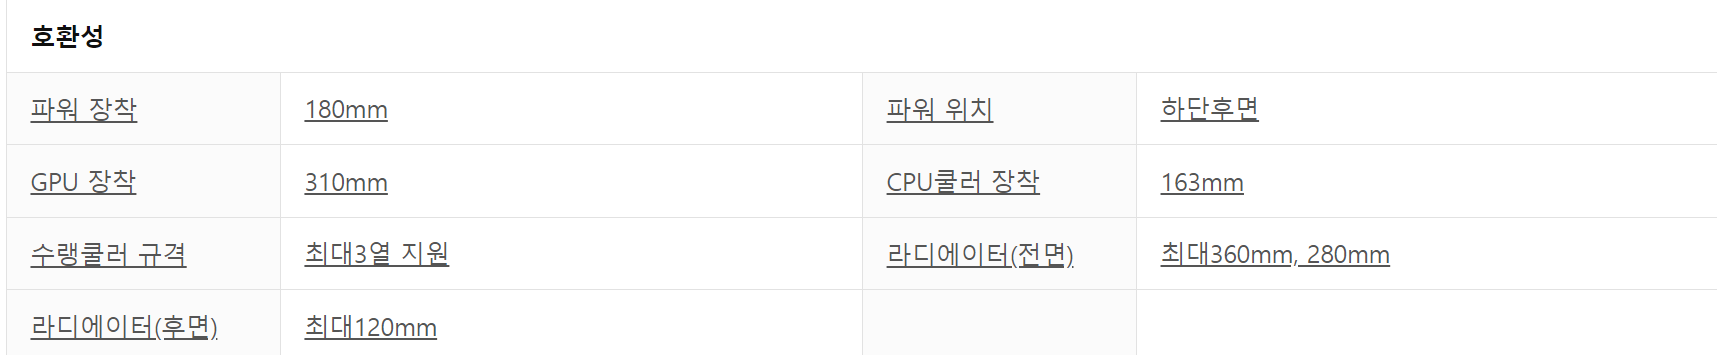 호환성
파워 장착 180mm 파워 위치 하단후면
GPU 장착 310mm CPU쿨러 장착 163mm
수랭쿨러 규격 최대3열 지원 라디에이터(전면) 최대360mm, 280mm
라디에이터(후면) 최대120mm